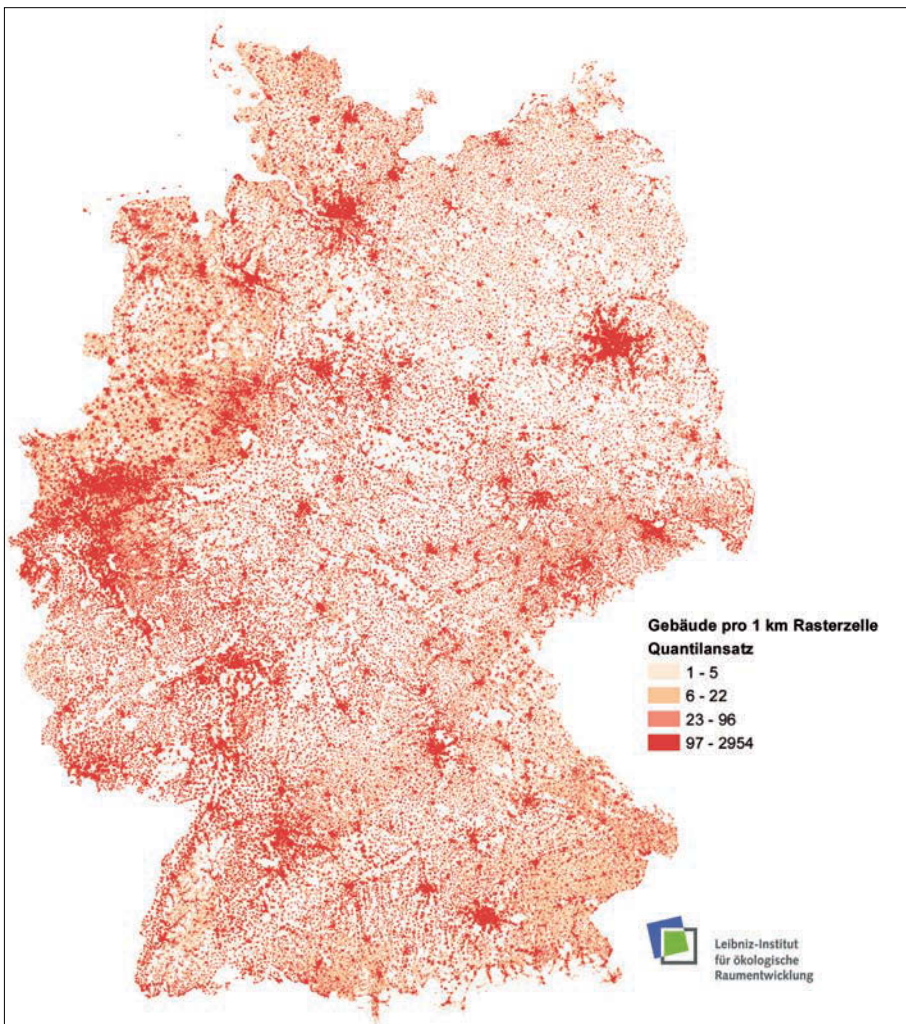 Gebäude pro 1 km Rasterzelle
Quantilansatz
1 - 5
6 - 22
23 - 96
97 - 2954
Leibniz-Institut
für ökologische
Raumentwicklung